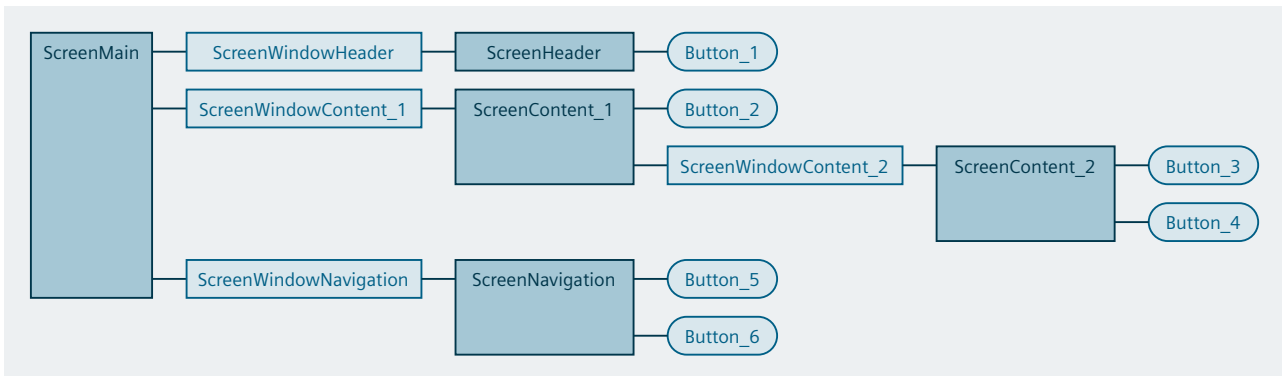 ScreenMain
ScreenWindowHeader
ScreenHeader
Button_1
ScreenWindowContent_1
ScreenContent_1
Button_2
ScreenWindowContent_2
ScreenContent_2
Button_3
Button_4
ScreenWindowNavigation
ScreenNavigation
Button_5
Button_6